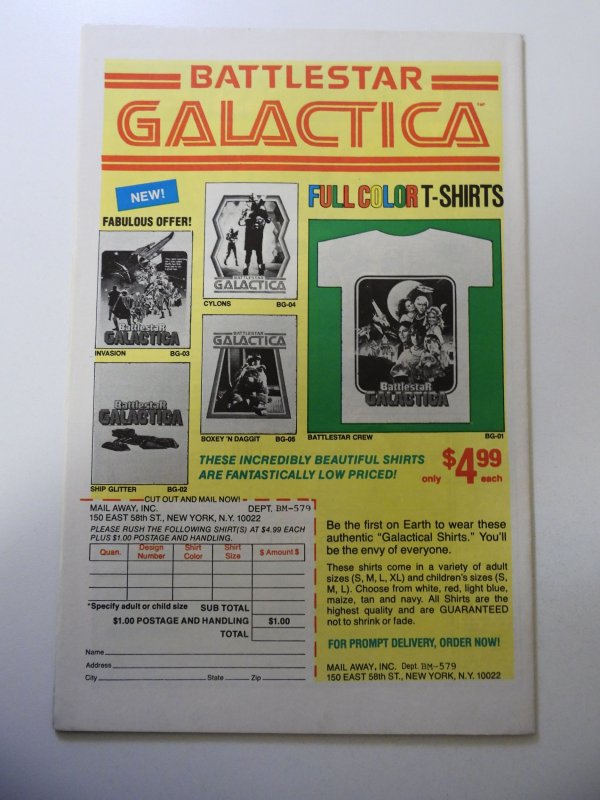 BATTLESTAR
GALACTICA
NEW!
FABULOUS OFFER!
FULL COLOR T-SHIRTS
Battlestar
GALACTICA
INVASION BG-03
BATTLESTAR
GALACTICA
CYLONS BG-04
Battlestar
GALACTICA
SHIP GLITTER BG-02
BATTLESTAR
GALACTICA
BOXEY 'N DAGGIT BG-05
Battlestar
GALACTICA
BATTLESTAR CREW BG-01
THESE INCREDIBLY BEAUTIFUL SHIRTS
ARE FANTASTICALLY LOW PRICED!
only $4.99 each
CUT OUT AND MAIL NOW!
MAIL AWAY, INC. DEPT. BM-579
150 EAST 58th ST., NEW YORK, N.Y. 10022
PLEASE RUSH THE FOLLOWING SHIRT(S) AT $4.99 EACH
PLUS $1.00 POSTAGE AND HANDLING.
Quan. Design Number Shirt Color Shirt Size $ Amount $
*Specify adult or child size SUB TOTAL
$1.00 POSTAGE AND HANDLING $1.00
TOTAL
Name
Address
City State Zip
Be the first on Earth to wear these
authentic "Galactical Shirts." You'll
be the envy of everyone.
These shirts come in a variety of adult
sizes (S, M, L, XL) and children's sizes (S,
M, L). Choose from white, red, light blue,
maize, tan and navy. All Shirts are the
highest quality and are GUARANTEED
not to shrink or fade.
FOR PROMPT DELIVERY, ORDER NOW!
MAIL AWAY, INC. Dept. BM-579
150 EAST 58th ST., NEW YORK, N.Y. 10022